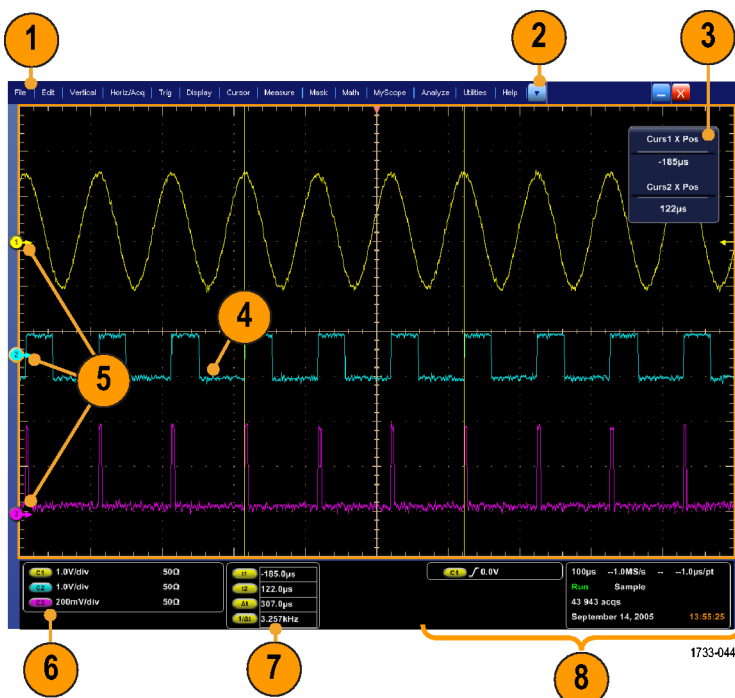 1
2
3
File Edit Vertical Horiz/Acq Trig Display Cursor Measure Mask Math MyScope Analyze Utilities Help
Curs1 X Pos
-185µs
Curs2 X Pos
122µs
1
4
2
5
3
C1 1.0V/div 50Ω
C2 1.0V/div 50Ω
C3 200mV/div 50Ω
t1 -185.0µs
t2 122.0µs
Δt 307.0µs
1/Δt 3.257kHz
C1 0.0V
100µs --1.0MS/s -- --1.0µs/pt
Run Sample
43 943 acqs
September 14, 2005 13:55:25
1733-044
6
7
8